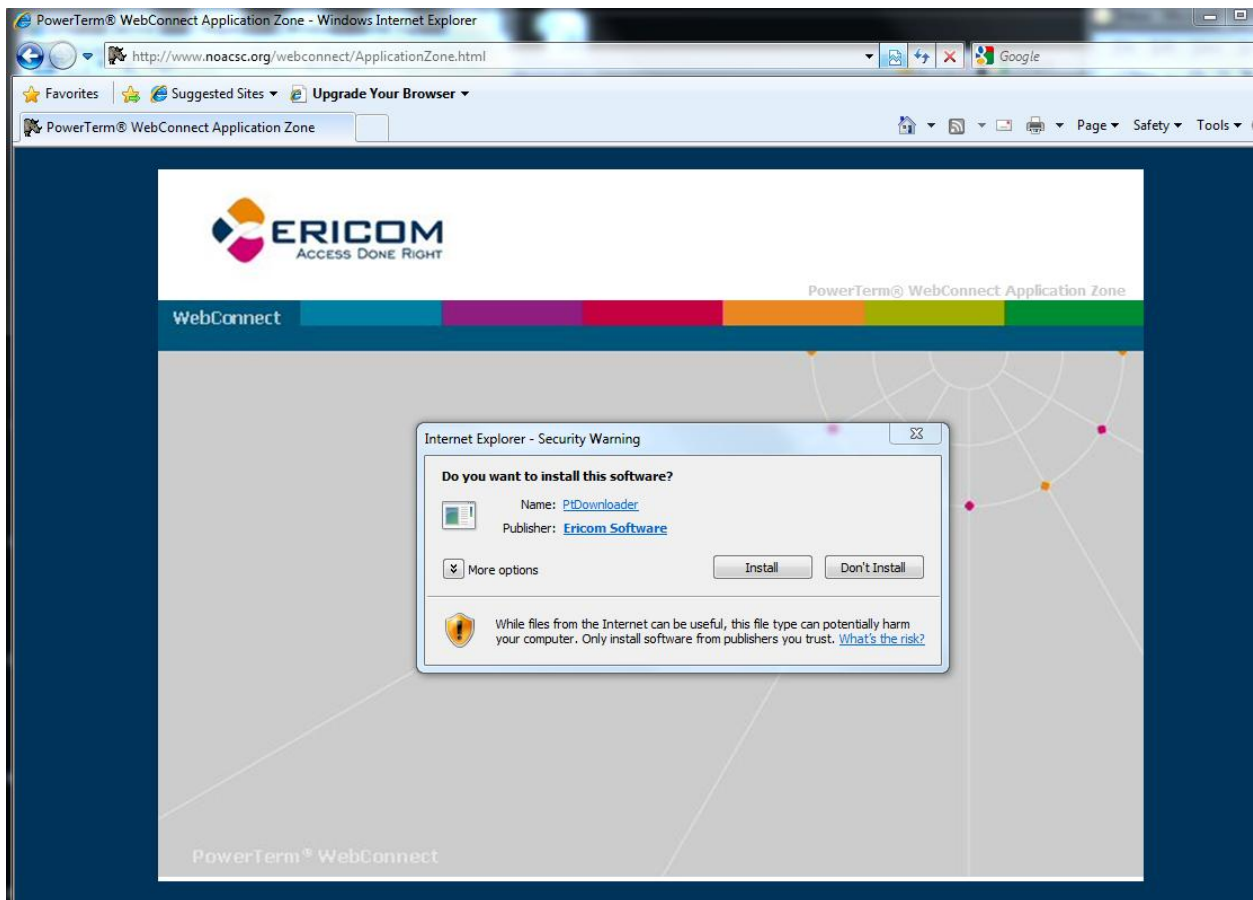 PowerTerm® WebConnect Application Zone - Windows Internet Explorer
http://www.noacsc.org/webconnect/ApplicationZone.html
Google
Favorites Suggested Sites Upgrade Your Browser
PowerTerm® WebConnect Application Zone
Page Safety Tools
ERICOM
ACCESS DONE RIGHT
PowerTerm® WebConnect Application Zone
WebConnect
Internet Explorer - Security Warning
Do you want to install this software?
Name: PtDownloader
Publisher: Ericom Software
More options Install Don't Install
While files from the Internet can be useful, this file type can potentially harm
your computer. Only install software from publishers you trust. What's the risk?
PowerTerm® WebConnect